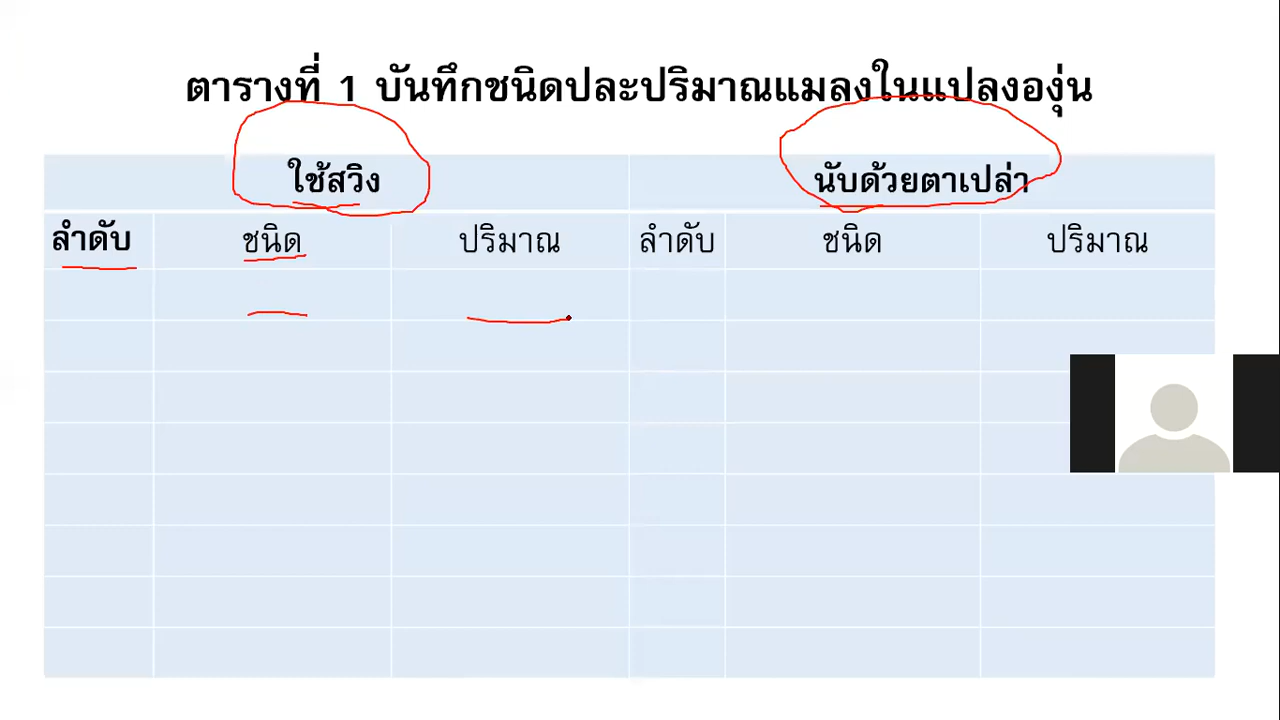 ตารางที่ 1 บันทึกชนิดปละปริมาณแมลงในแปลงองุ่น
ใช้สวิง นับด้วยตาเปล่า
ลำดับ ชนิด ปริมาณ ลำดับ ชนิด ปริมาณ